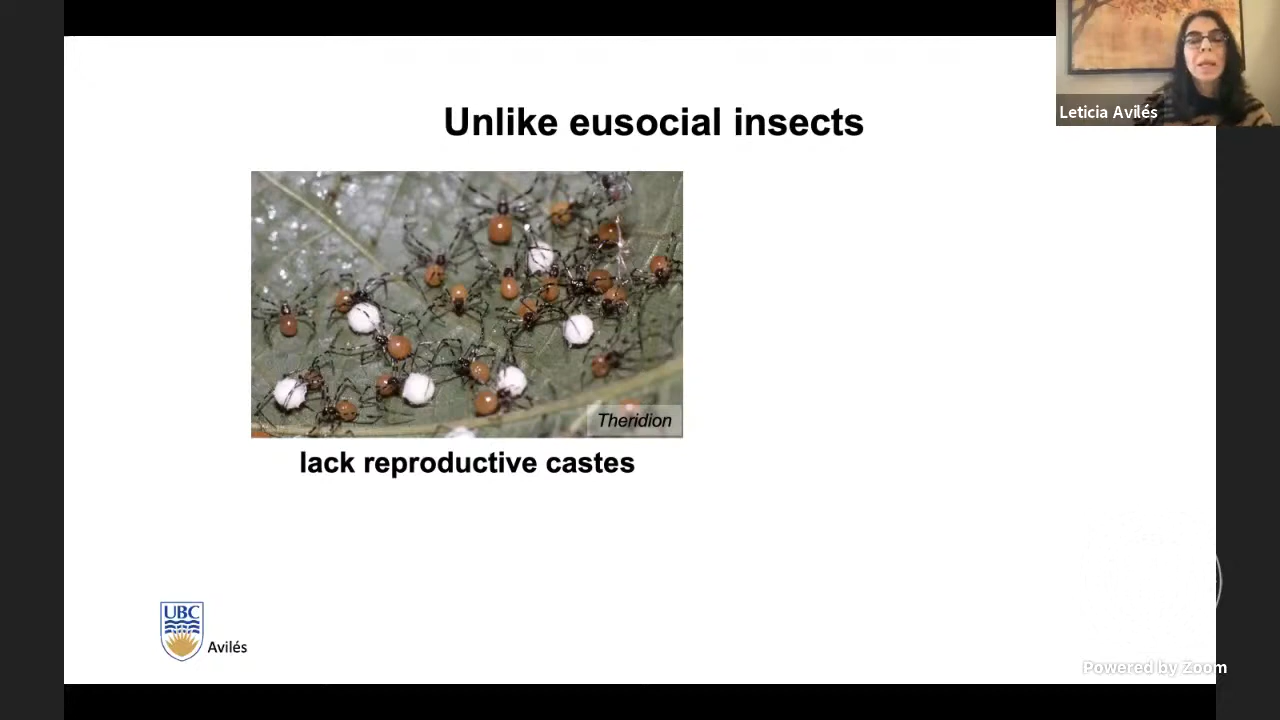 Leticia Avilés
Unlike eusocial insects
Theridion
lack reproductive castes
UBC
Avilés
Powered by Zoom